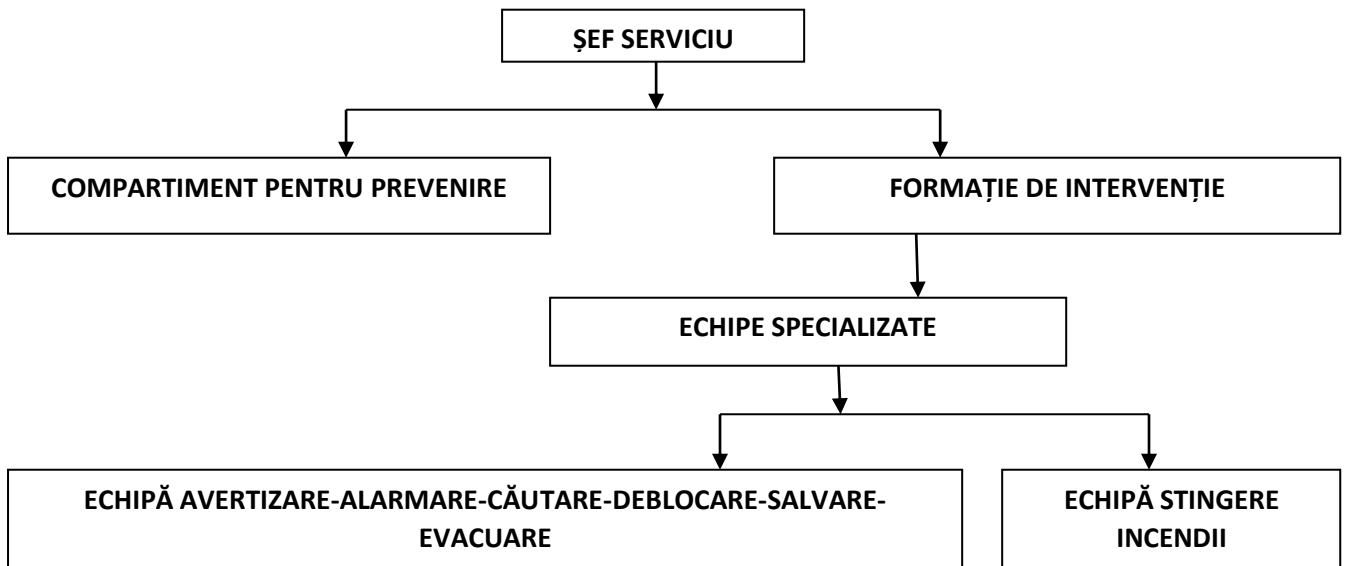 ȘEF SERVICIU
COMPARTIMENT PENTRU PREVENIRE
FORMAȚIE DE INTERVENȚIE
ECHIPE SPECIALIZATE
ECHIPĂ AVERTIZARE-ALARMARE-CĂUTARE-DEBLOCARE-SALVARE-
EVACUARE
ECHIPĂ STINGERE
INCENDII